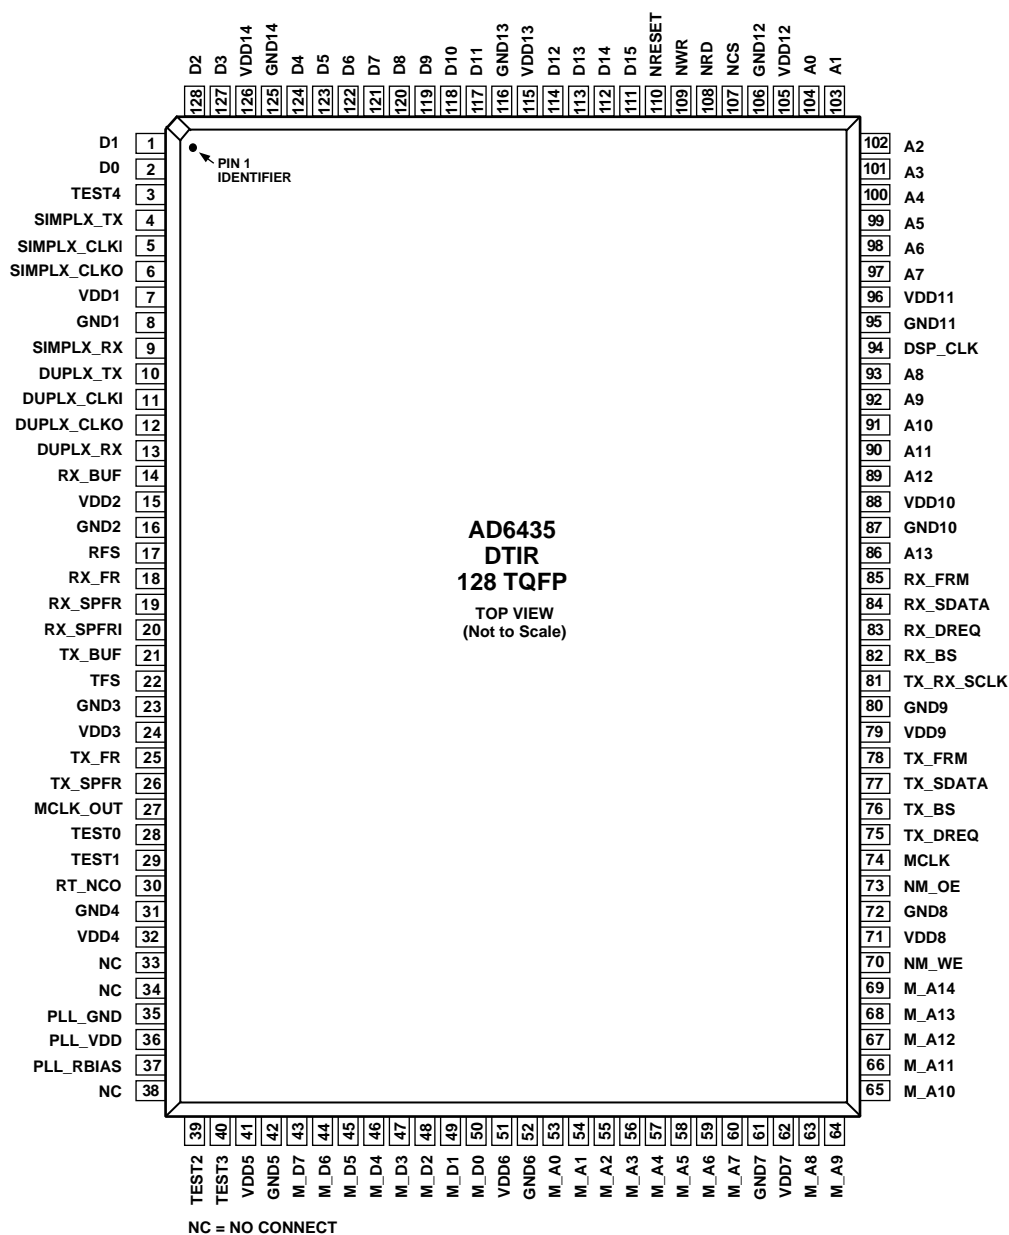 D2 D3 VDD14 GND14 D4 D5 D6 D7 D8 D9 D10 D11 GND13 VDD13 D12 D13 D14 D15 NRESET NWR NRD NCS GND12 VDD12 A0 A1
128 127 126 125 124 123 122 121 120 119 118 117 116 115 114 113 112 111 110 109 108 107 106 105 104 103
PIN 1
IDENTIFIER
D1 1
D0 2
TEST4 3
SIMPLX_TX 4
SIMPLX_CLKI 5
SIMPLX_CLKO 6
VDD1 7
GND1 8
SIMPLX_RX 9
DUPLX_TX 10
DUPLX_CLKI 11
DUPLX_CLKO 12
DUPLX_RX 13
RX_BUF 14
VDD2 15
GND2 16
RFS 17
RX_FR 18
RX_SPFR 19
RX_SPFRI 20
TX_BUF 21
TFS 22
GND3 23
VDD3 24
TX_FR 25
TX_SPFR 26
MCLK_OUT 27
TEST0 28
TEST1 29
RT_NCO 30
GND4 31
VDD4 32
NC 33
NC 34
PLL_GND 35
PLL_VDD 36
PLL_RBIAS 37
NC 38
AD6435
DTIR
128 TQFP
TOP VIEW
(Not to Scale)
102 A2
101 A3
100 A4
99 A5
98 A6
97 A7
96 VDD11
95 GND11
94 DSP_CLK
93 A8
92 A9
91 A10
90 A11
89 A12
88 VDD10
87 GND10
86 A13
85 RX_FRM
84 RX_SDATA
83 RX_DREQ
82 RX_BS
81 TX_RX_SCLK
80 GND9
79 VDD9
78 TX_FRM
77 TX_SDATA
76 TX_BS
75 TX_DREQ
74 MCLK
73 NM_OE
72 GND8
71 VDD8
70 NM_WE
69 M_A14
68 M_A13
67 M_A12
66 M_A11
65 M_A10
39 40 41 42 43 44 45 46 47 48 49 50 51 52 53 54 55 56 57 58 59 60 61 62 63 64
TEST2 TEST3 VDD5 GND5 M_D7 M_D6 M_D5 M_D4 M_D3 M_D2 M_D1 M_D0 VDD6 GND6 M_A0 M_A1 M_A2 M_A3 M_A4 M_A5 M_A6 M_A7 GND7 VDD7 M_A8 M_A9
NC = NO CONNECT